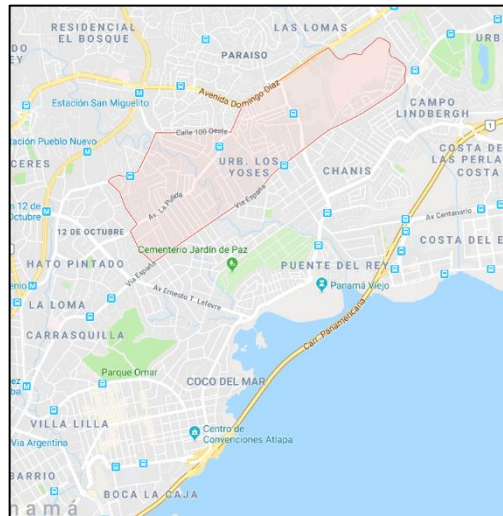 RESIDENCIAL
EL BOSQUE
LAS LOMAS
URB
PARAISO
Avenida Domingo Díaz
Estación San Miguelito
CAMPO
LINDBERGH
tación Pueblo Nuevo
Calle 100 Oeste
1
CERES
URB. LOS
YOSES
COSTA DE
LAS PERLA
COSTA
CHANIS
Av. La Pulida
Vía España
ón 12 de
Octubre
12 DE OCTUBRE
Av Centenario
Cementerio Jardín de Paz
COSTA DEL E
HATO PINTADO
PUENTE DEL REY
Vía España
Panamá Viejo
Av Ernesto T. Lefevre
LA LOMA
CARRASQUILLA
Carr. Panamericana
Parque Omar
COCO DEL MAR
VILLA LILLA
Centro de
Convenciones Atlapa
Vía Argentina
BARRIO
BOCA LA CAJA
namá